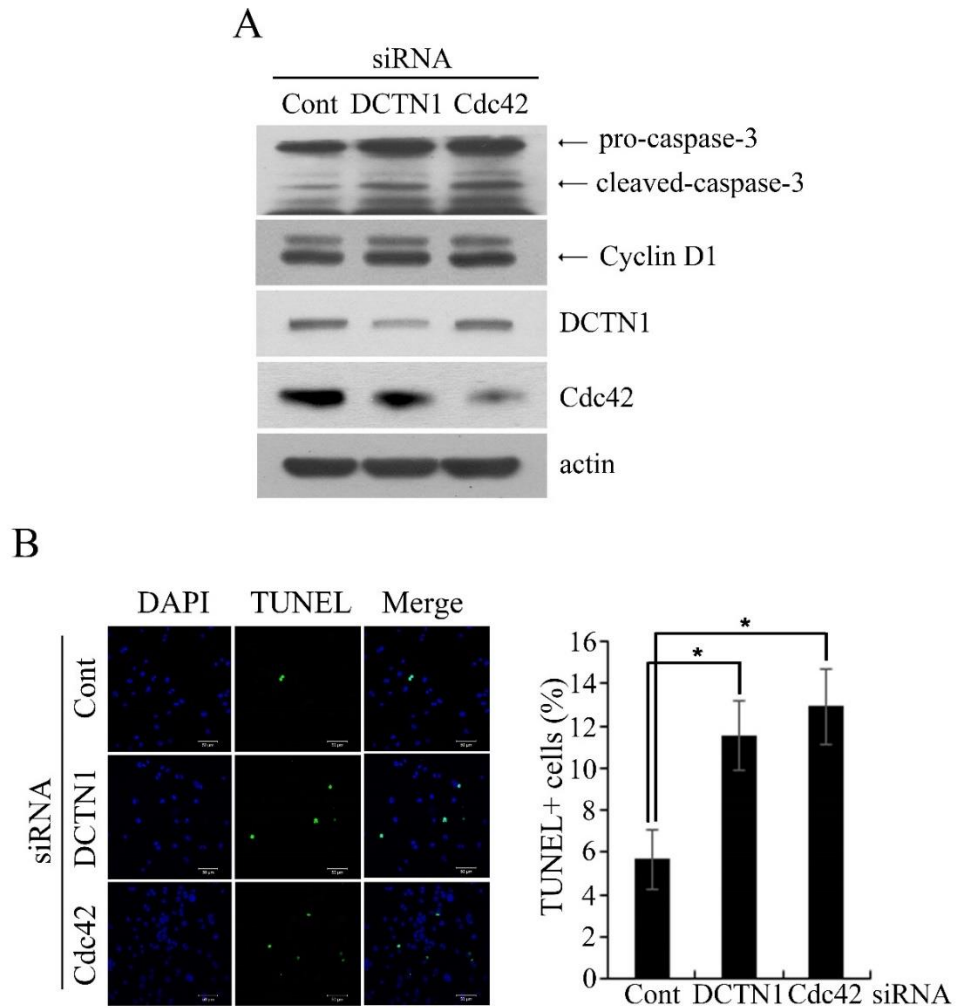 A
siRNA
Cont DCTN1 Cdc42
← pro-caspase-3
← cleaved-caspase-3
← Cyclin D1
DCTN1
Cdc42
actin
B
DAPI TUNEL Merge
siRNA
Cont
DCTN1
Cdc42
TUNEL+ cells (%)
16
14
12
10
8
6
4
2
0
* *
Cont DCTN1 Cdc42 siRNA